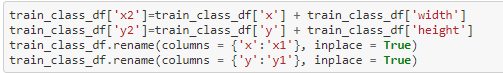 train_class_df['x2']=train_class_df['x'] + train_class_df['width']
train_class_df['y2']=train_class_df['y'] + train_class_df['height']
train_class_df.rename(columns = {'x':'x1'}, inplace = True)
train_class_df.rename(columns = {'y':'y1'}, inplace = True)